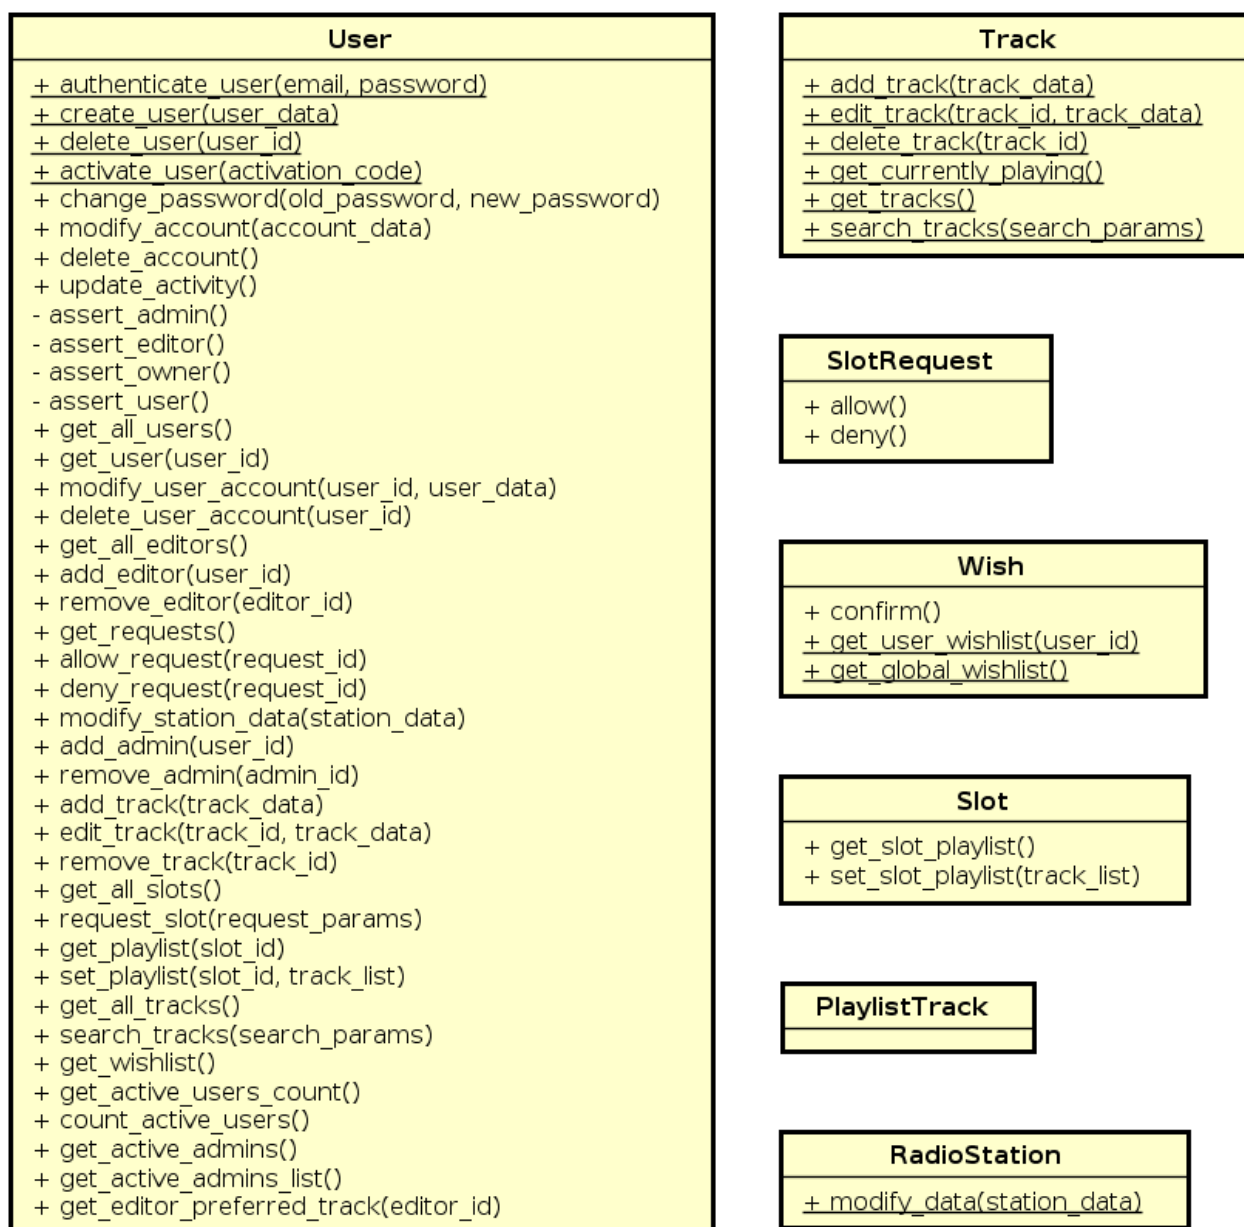 User
+ authenticate_user(email, password)
+ create_user(user_data)
+ delete_user(user_id)
+ activate_user(activation_code)
+ change_password(old_password, new_password)
+ modify_account(account_data)
+ delete_account()
+ update_activity()
- assert_admin()
- assert_editor()
- assert_owner()
- assert_user()
+ get_all_users()
+ get_user(user_id)
+ modify_user_account(user_id, user_data)
+ delete_user_account(user_id)
+ get_all_editors()
+ add_editor(user_id)
+ remove_editor(editor_id)
+ get_requests()
+ allow_request(request_id)
+ deny_request(request_id)
+ modify_station_data(station_data)
+ add_admin(user_id)
+ remove_admin(admin_id)
+ add_track(track_data)
+ edit_track(track_id, track_data)
+ remove_track(track_id)
+ get_all_slots()
+ request_slot(request_params)
+ get_playlist(slot_id)
+ set_playlist(slot_id, track_list)
+ get_all_tracks()
+ search_tracks(search_params)
+ get_wishlist()
+ get_active_users_count()
+ count_active_users()
+ get_active_admins()
+ get_active_admins_list()
+ get_editor_preferred_track(editor_id)
Track
+ add_track(track_data)
+ edit_track(track_id, track_data)
+ delete_track(track_id)
+ get_currently_playing()
+ get_tracks()
+ search_tracks(search_params)
SlotRequest
+ allow()
+ deny()
Wish
+ confirm()
+ get_user_wishlist(user_id)
+ get_global_wishlist()
Slot
+ get_slot_playlist()
+ set_slot_playlist(track_list)
PlaylistTrack
RadioStation
+ modify_data(station_data)